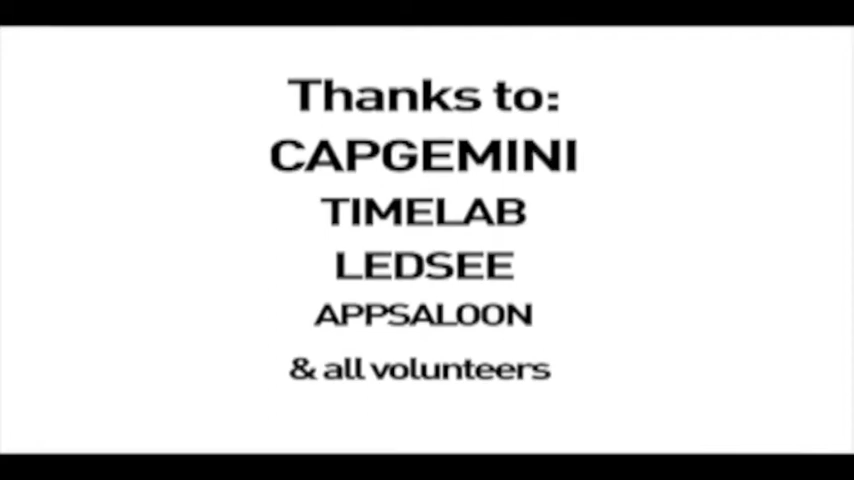 Thanks to:
CAPGEMINI
TIMELAB
LEDSEE
APPSALOON
& all volunteers